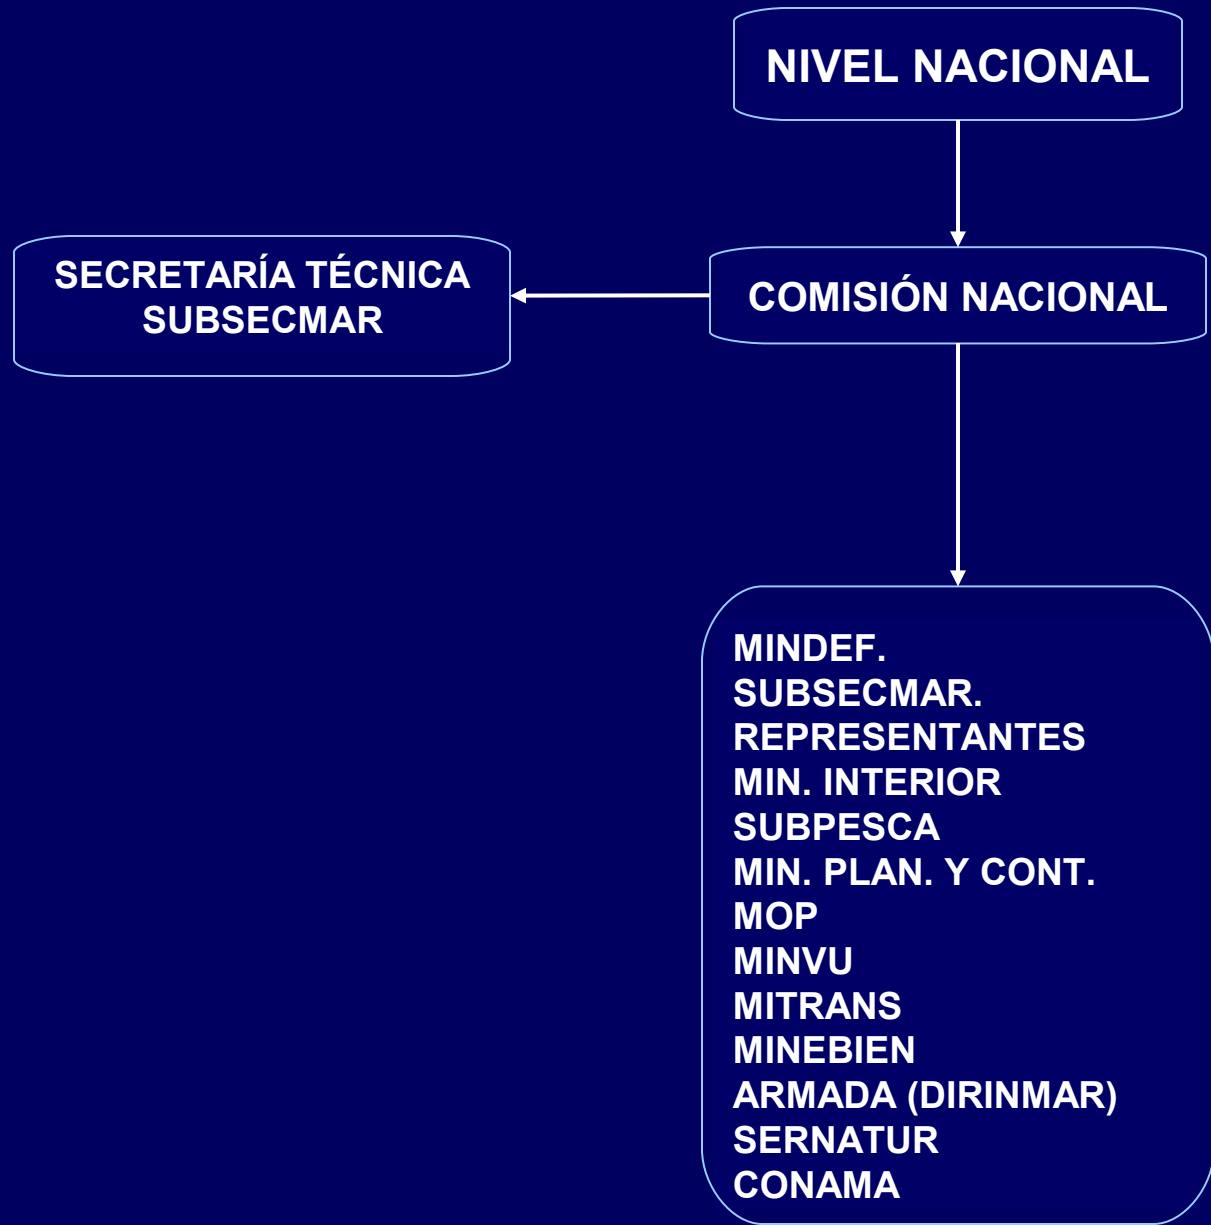 NIVEL NACIONAL
SECRETARÍA TÉCNICA
SUBSECMAR
COMISIÓN NACIONAL
MINDEF.
SUBSECMAR.
REPRESENTANTES
MIN. INTERIOR
SUBPESCA
MIN. PLAN. Y CONT.
MOP
MINVU
MITRANS
MINEBIEN
ARMADA (DIRINMAR)
SERNATUR
CONAMA